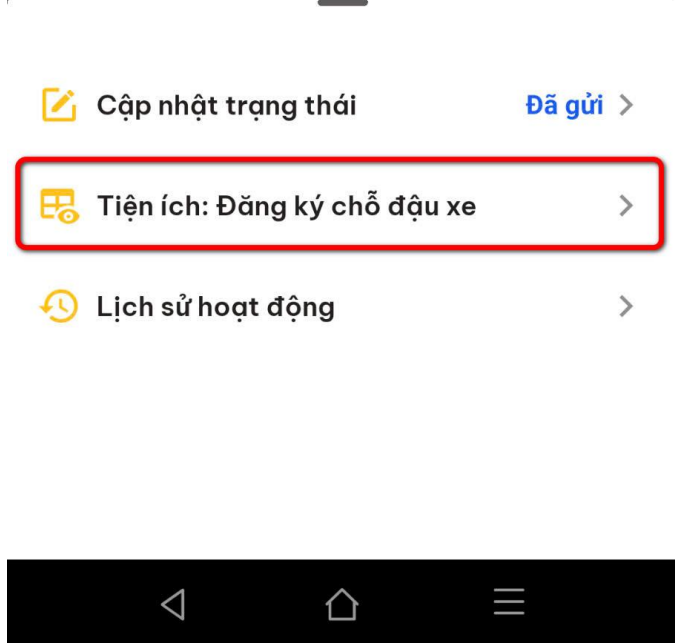 Cập nhật trạng thái Đã gửi
Tiện ích: Đăng ký chỗ đậu xe
Lịch sử hoạt động